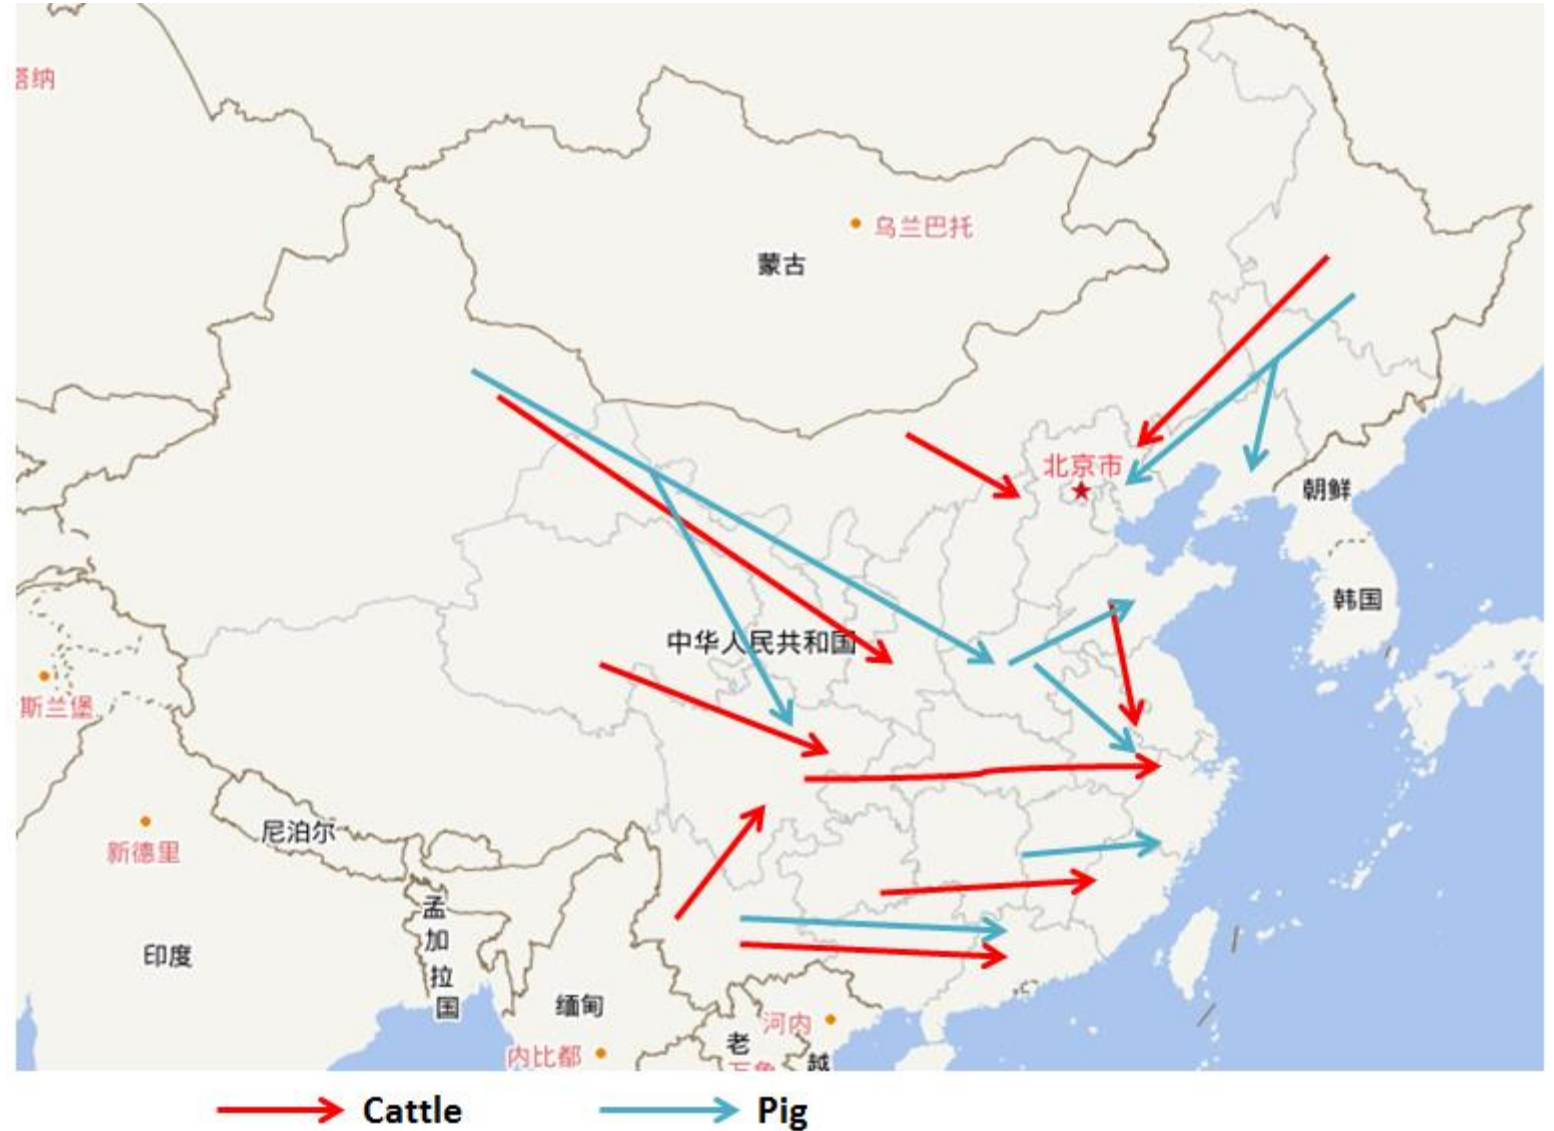 塔纳
乌兰巴托
蒙古
北京市
朝鲜
韩国
中华人民共和国
斯兰堡
新德里
尼泊尔
孟
加
拉
国
印度
缅甸
河内
老
越
内比都
万象
Cattle
Pig